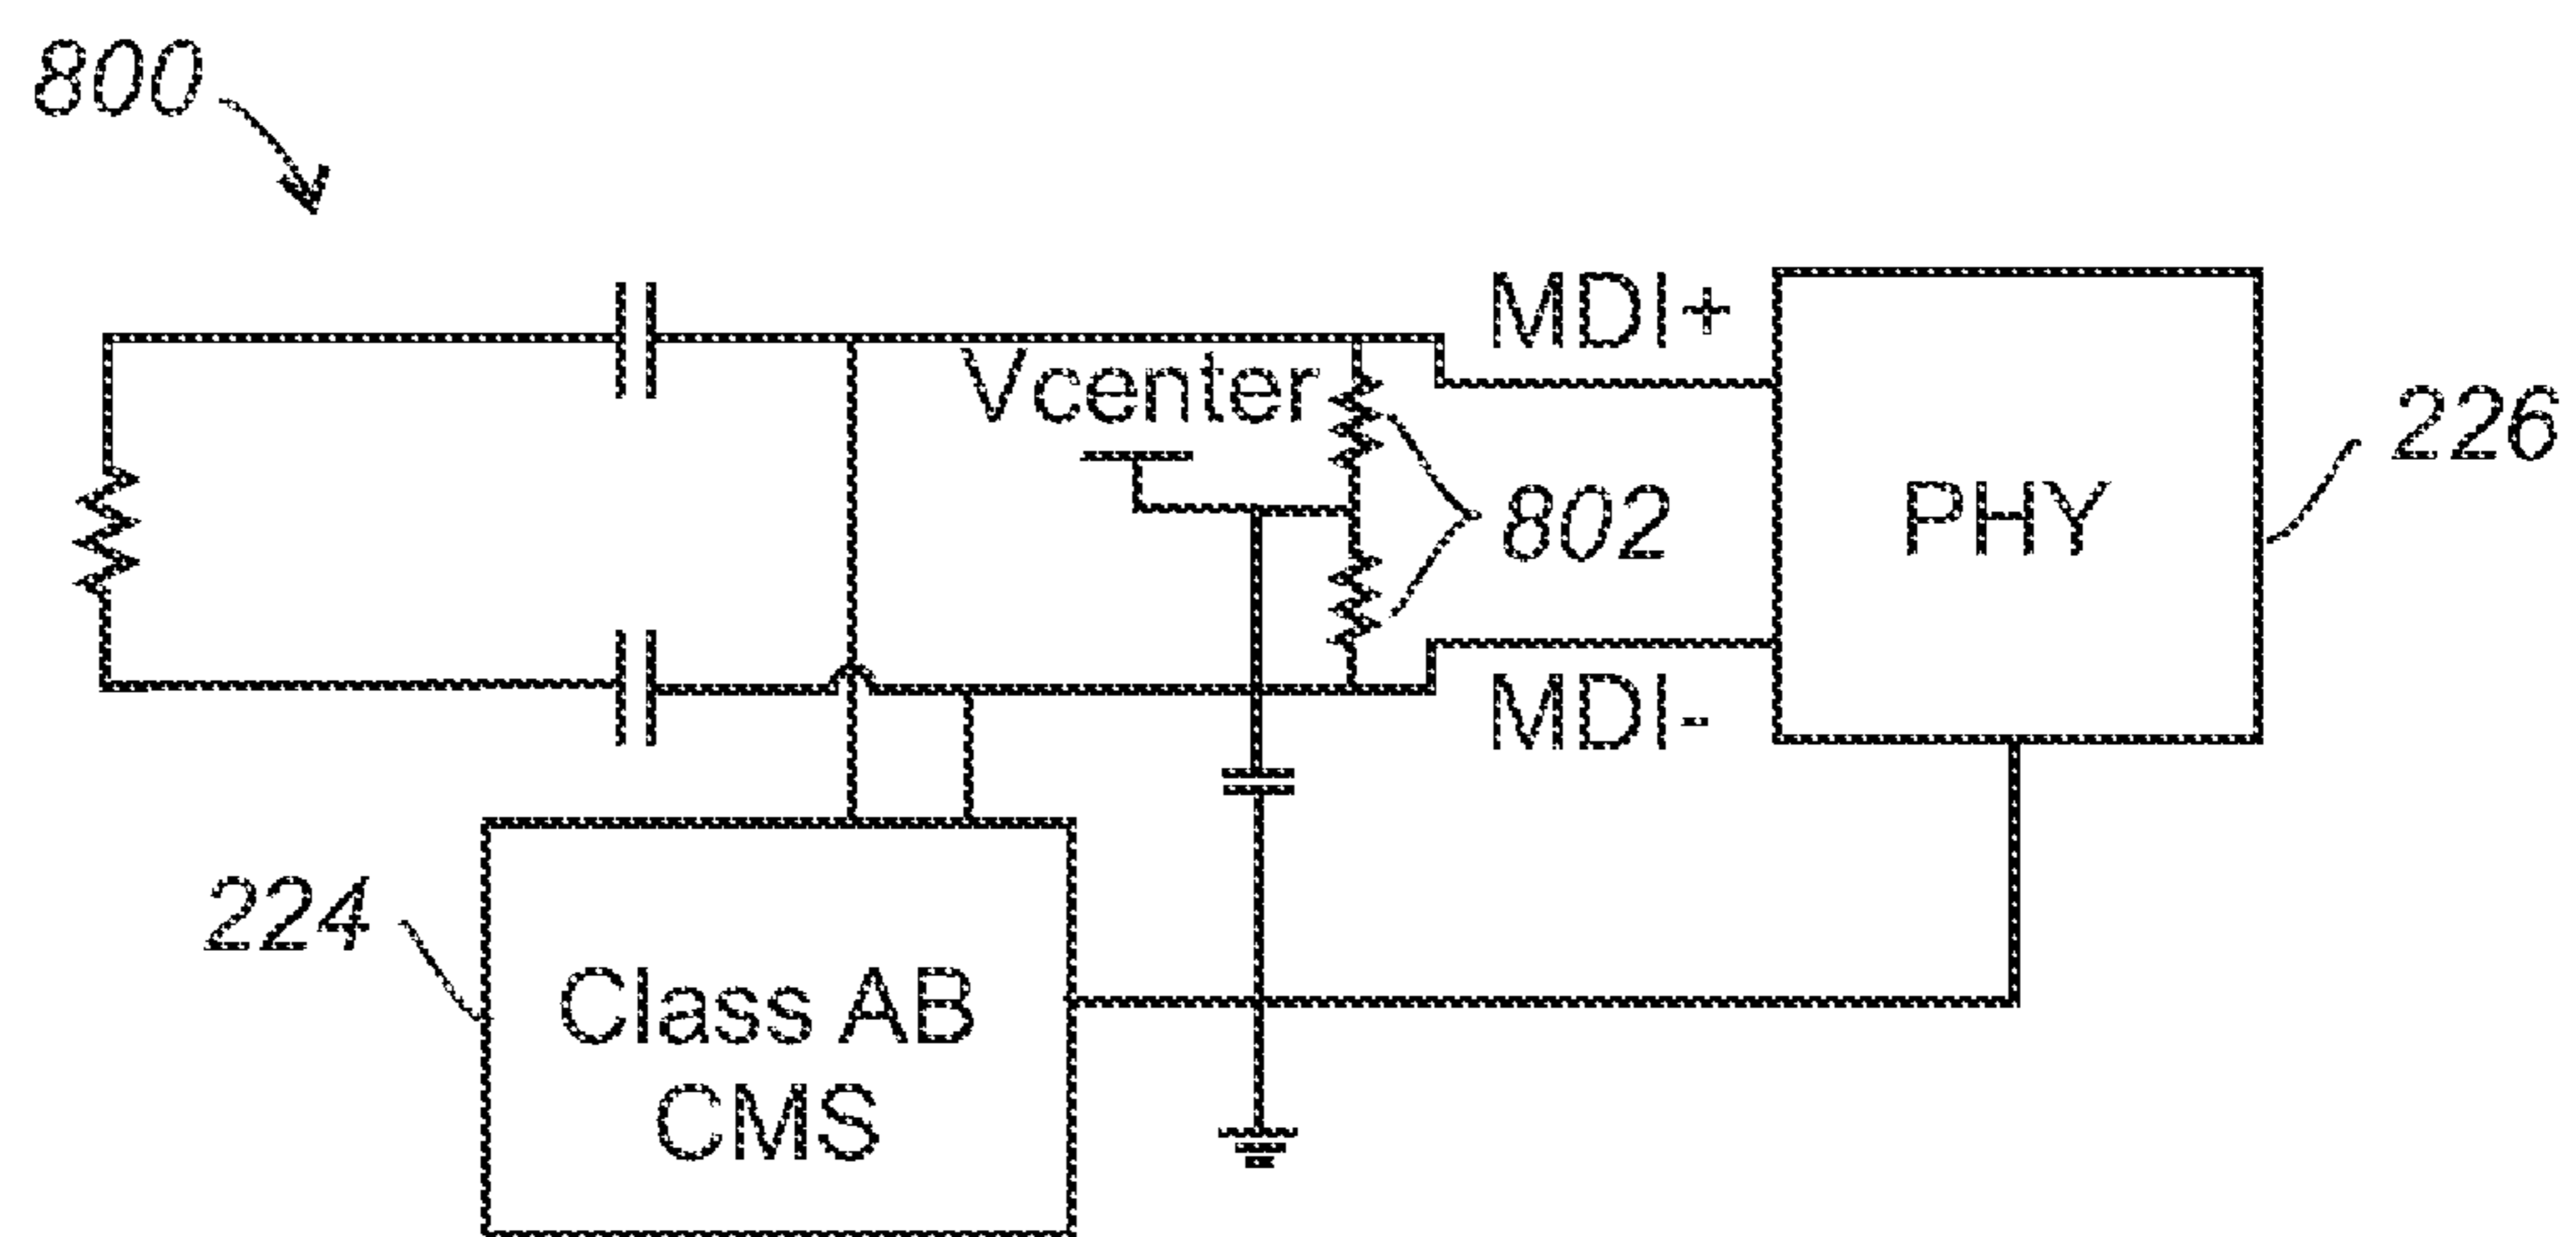 800
MDI+
Vcenter
226
PHY
802
MDI-
224
Class AB
CMS